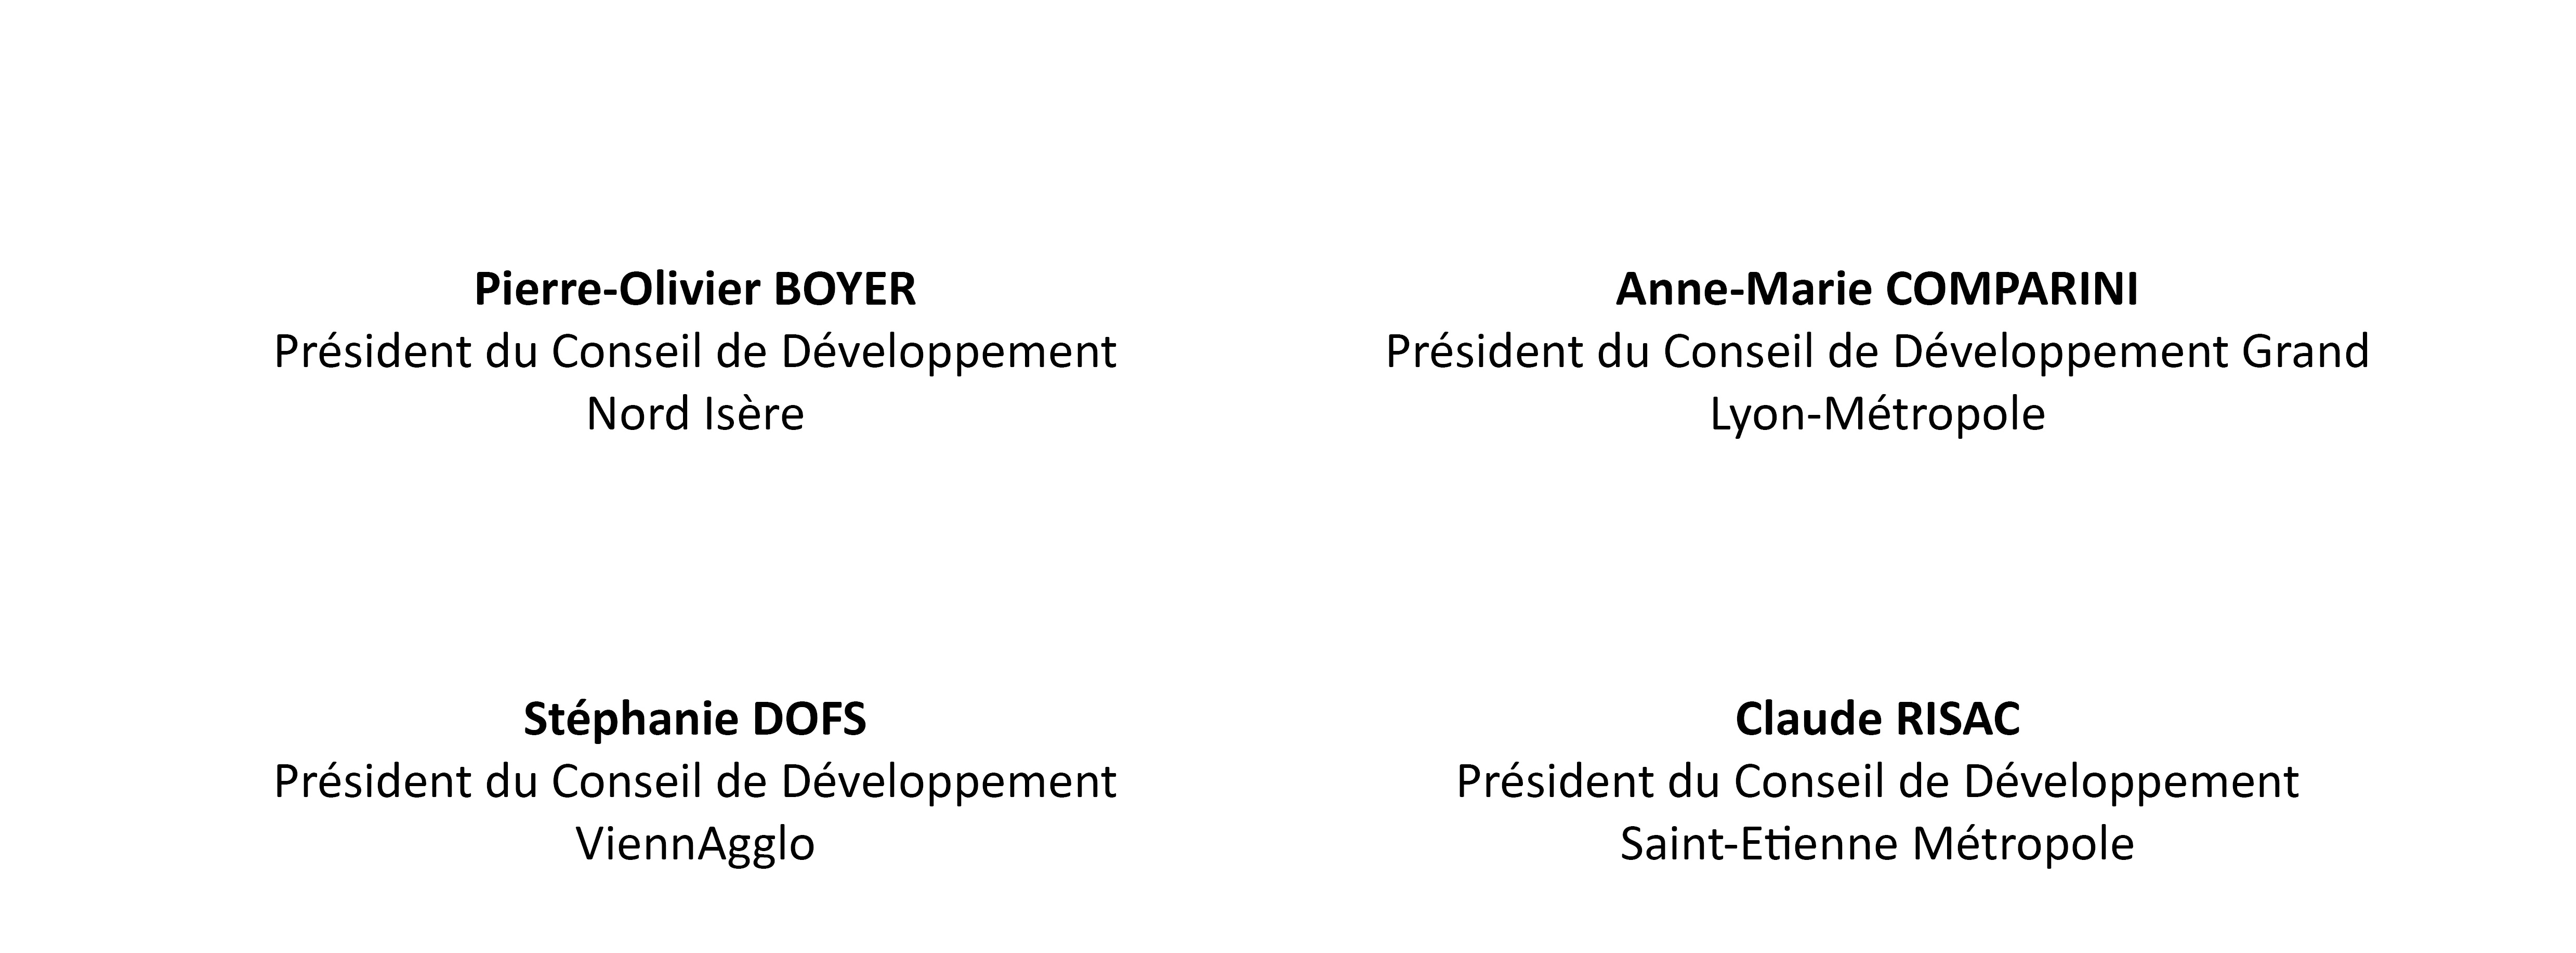 Pierre-Olivier BOYER
Président du Conseil de Développement
Nord Isère
Anne-Marie COMPARINI
Président du Conseil de Développement Grand
Lyon-Métropole
Stéphanie DOFS
Président du Conseil de Développement
ViennAgglo
Claude RISAC
Président du Conseil de Développement
Saint-Etienne Métropole